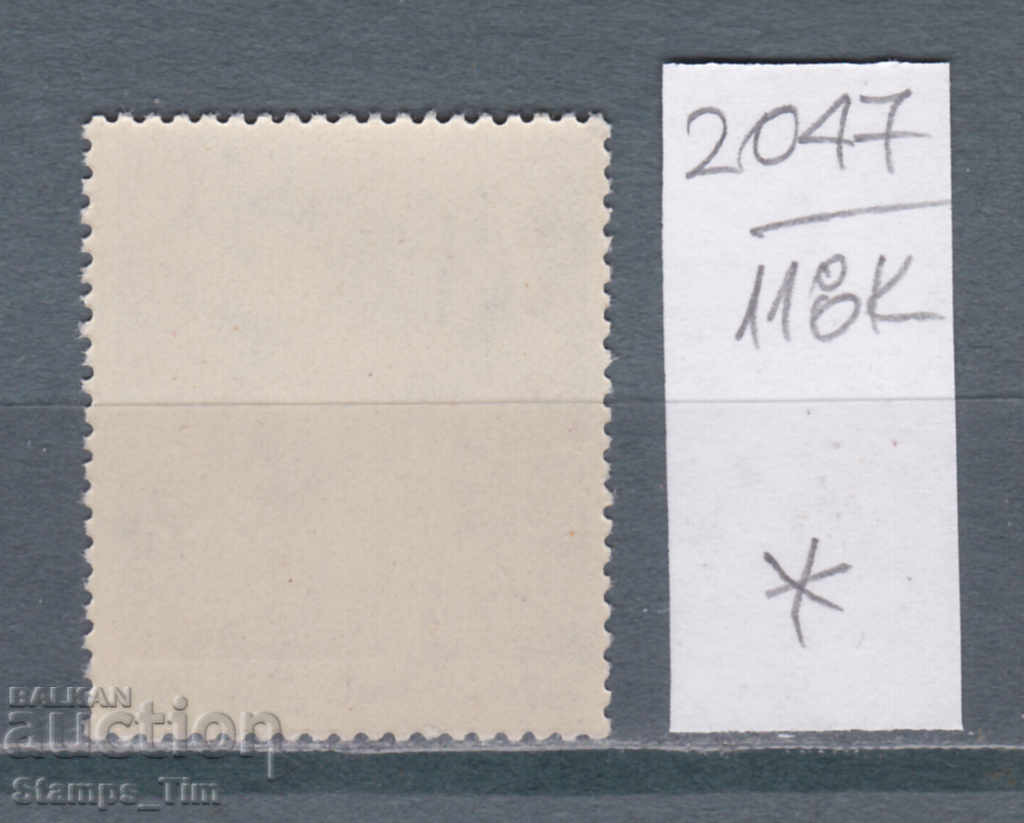 2047
118K
*
BALKAN
auction
Stamps_Tim